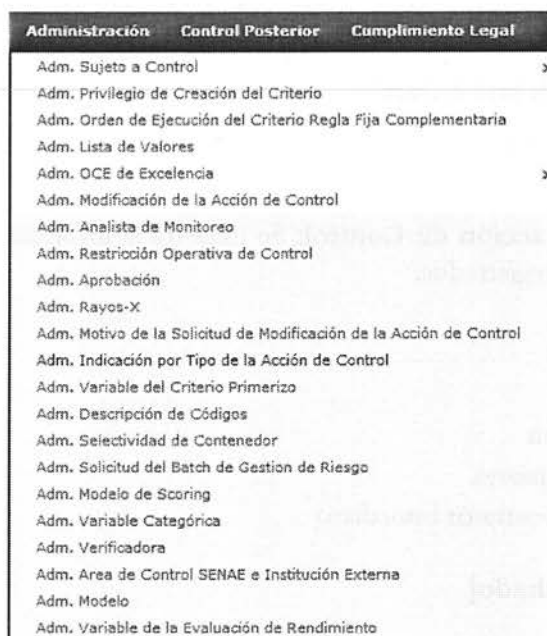 Administración Control Posterior Cumplimiento Legal
Adm. Sujeto a Control
Adm. Privilegio de Creación del Criterio
Adm. Orden de Ejecución del Criterio Regla Fija Complementaria
Adm. Lista de Valores
Adm. OCE de Excelencia
Adm. Modificación de la Acción de Control
Adm. Analista de Monitoreo
Adm. Restricción Operativa de Control
Adm. Aprobación
Adm. Rayos-X
Adm. Motivo de la Solicitud de Modificación de la Acción de Control
Adm. Indicación por Tipo de la Acción de Control
Adm. Variable del Criterio Primerizo
Adm. Descripción de Códigos
Adm. Selectividad de Contenedor
Adm. Solicitud del Batch de Gestion de Riesgo
Adm. Modelo de Scoring
Adm. Variable Categórica
Adm. Verificadora
Adm. Area de Control SENAE e Institución Externa
Adm. Modelo
Adm. Variable de la Evaluación de Rendimiento